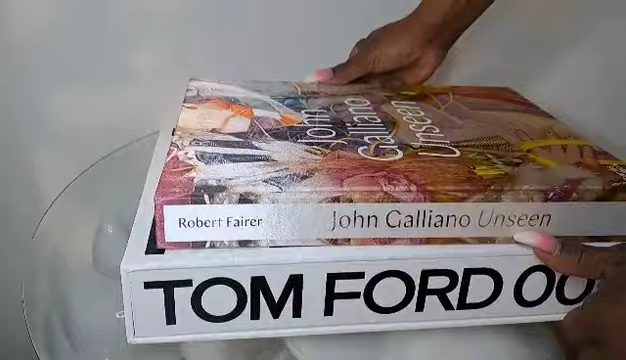 John
Galliano
Unseen
Robert Fairer
John Galliano Unseen
TOM FORD 00